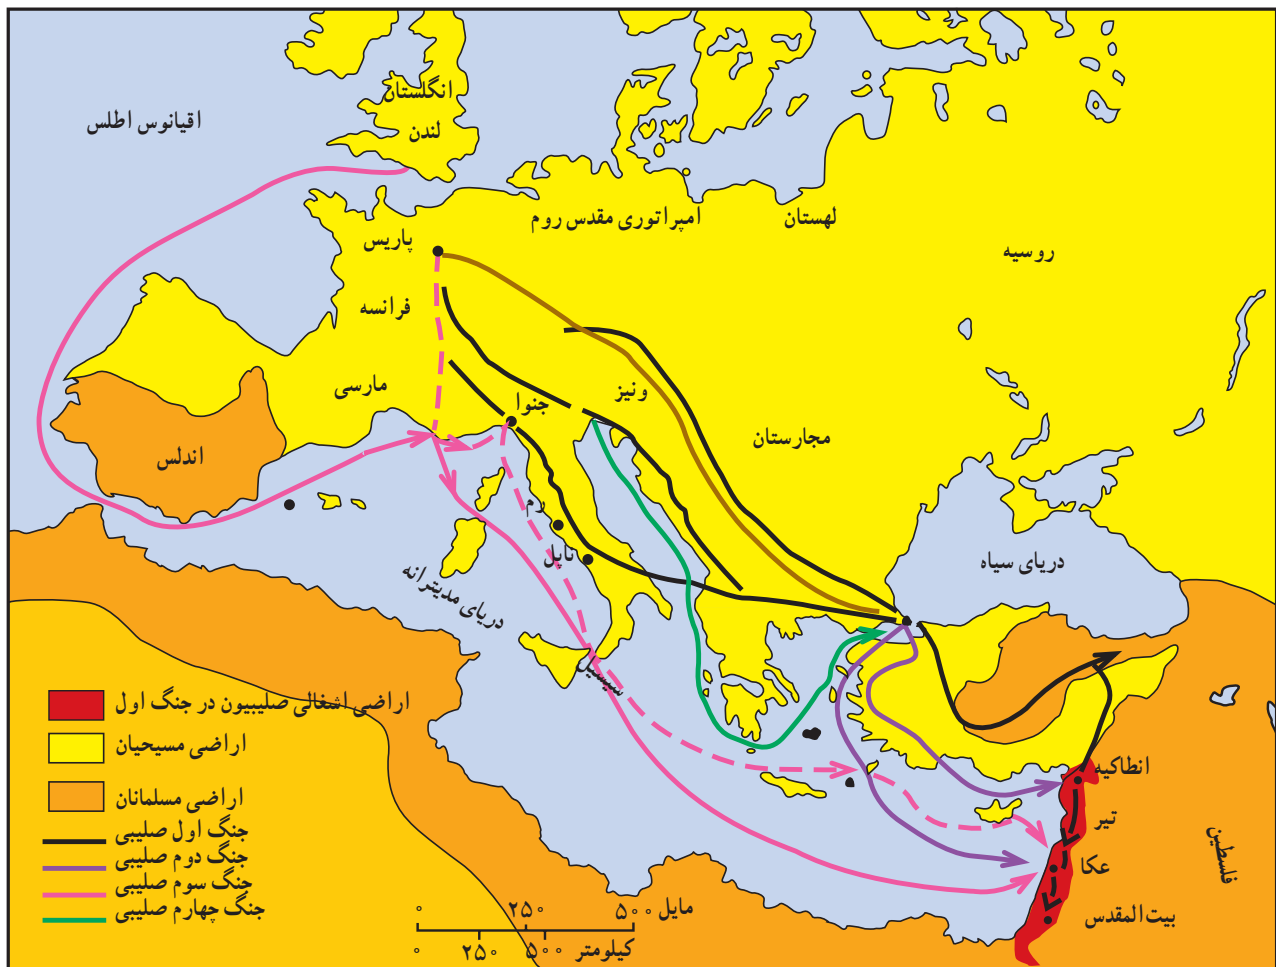 انگلستان
لندن
اقیانوس اطلس
امپراتوری مقدس روم
لهستان
روسیه
پاریس
فرانسه
مارسی
جنوا
ونیز
مجارستان
اندلس
رم
ناپل
دریای سیاه
دریای مدیترانه
سیسیل
انطاکیه
تیر
عکا
فلسطین
بیت المقدس
اراضی اشغالی صلیبیون در جنگ اول
اراضی مسیحیان
اراضی مسلمانان
جنگ اول صلیبی
جنگ دوم صلیبی
جنگ سوم صلیبی
جنگ چهارم صلیبی
۰ ۲۵۰ ۵۰۰ مایل
۰ ۲۵۰ ۵۰۰ کیلومتر